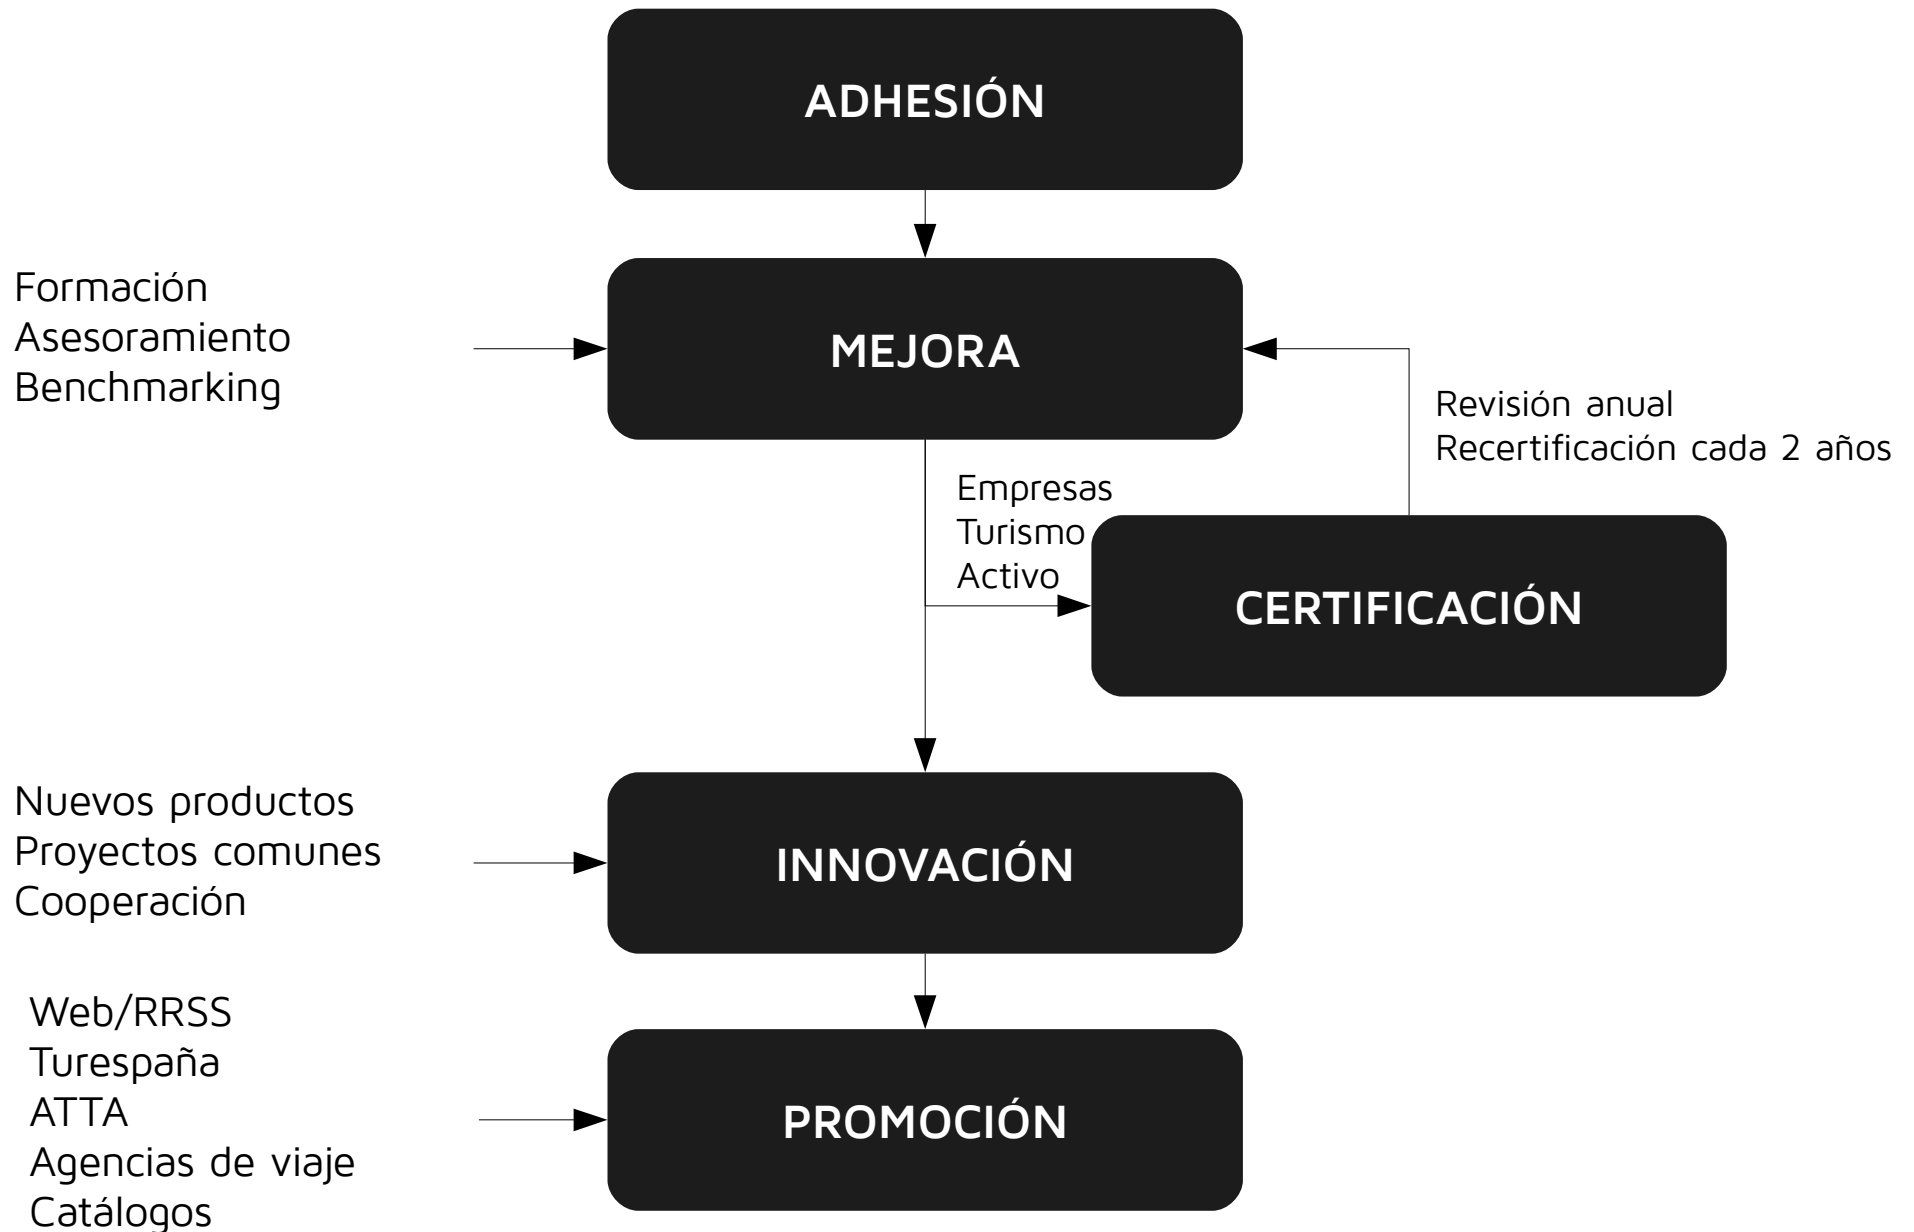 ADHESIÓN
Formación
Asesoramiento
Benchmarking
MEJORA
Revisión anual
Recertificación cada 2 años
Empresas
Turismo
Activo
CERTIFICACIÓN
Nuevos productos
Proyectos comunes
Cooperación
INNOVACIÓN
Web/RRSS
Turespaña
ATTA
Agencias de viaje
Catálogos
PROMOCIÓN